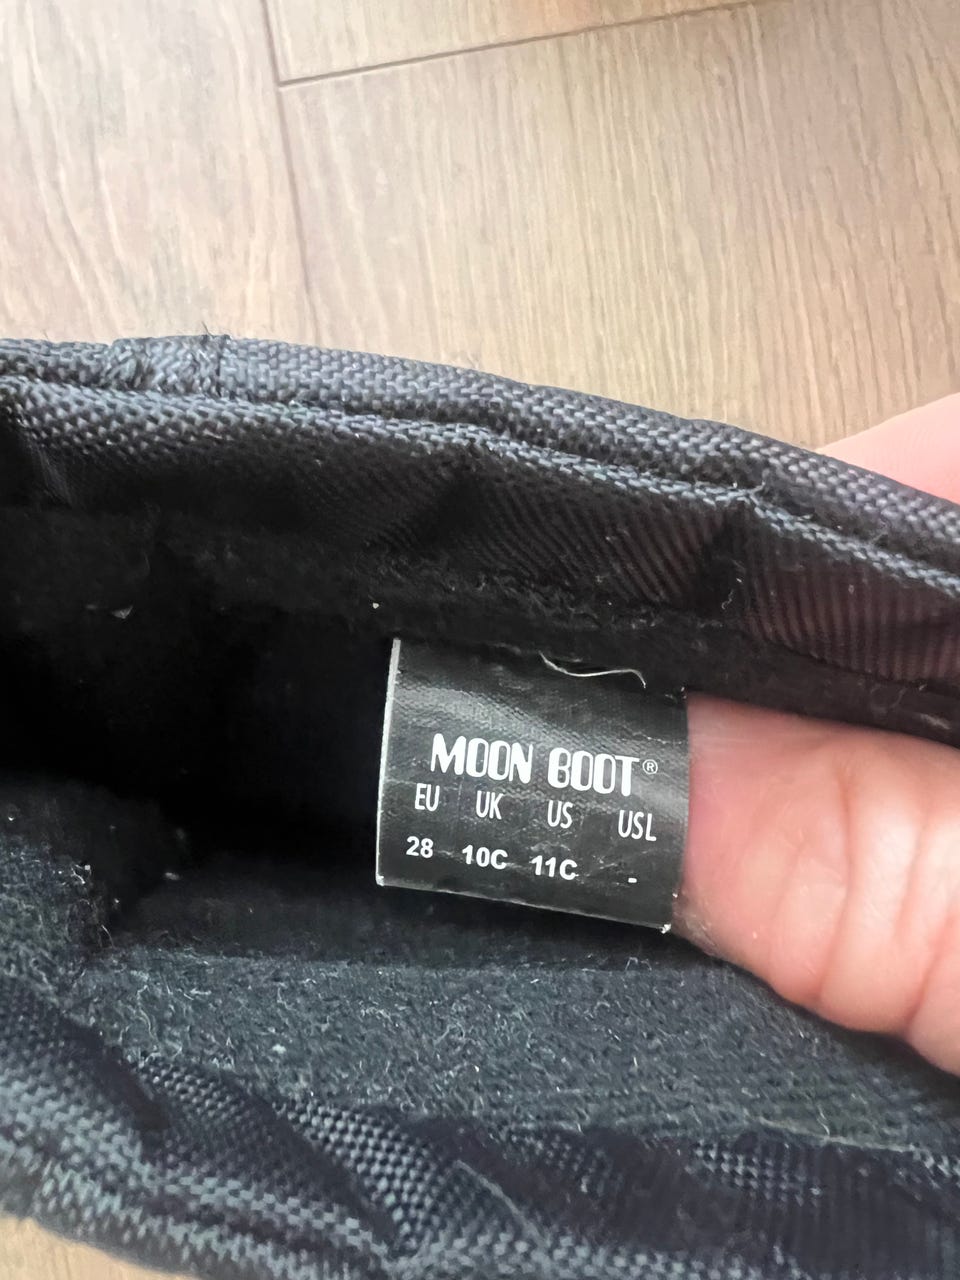 MOON BOOT®
EU UK US USL
28 10C 11C -